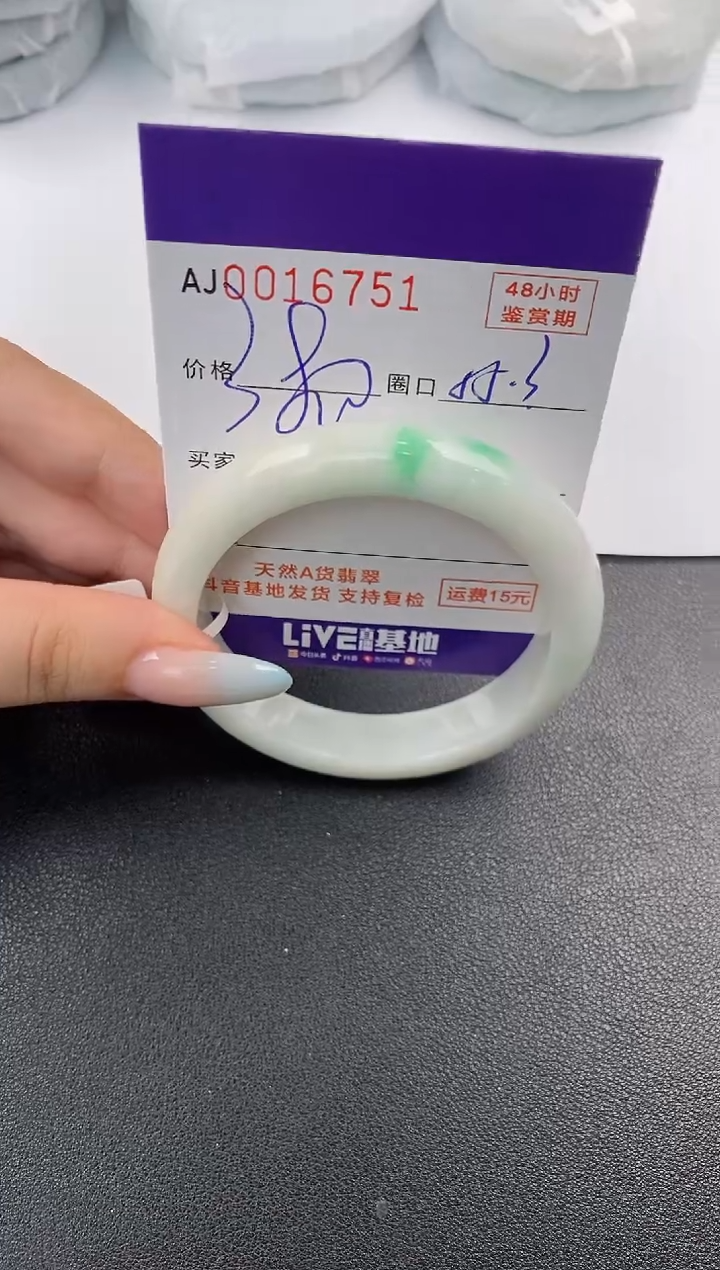 AJ0016751
48小时
鉴赏期
价格
圈口
买家
天然A货翡翠
抖音基地发货 支持复检
运费15元
LiVE直播基地